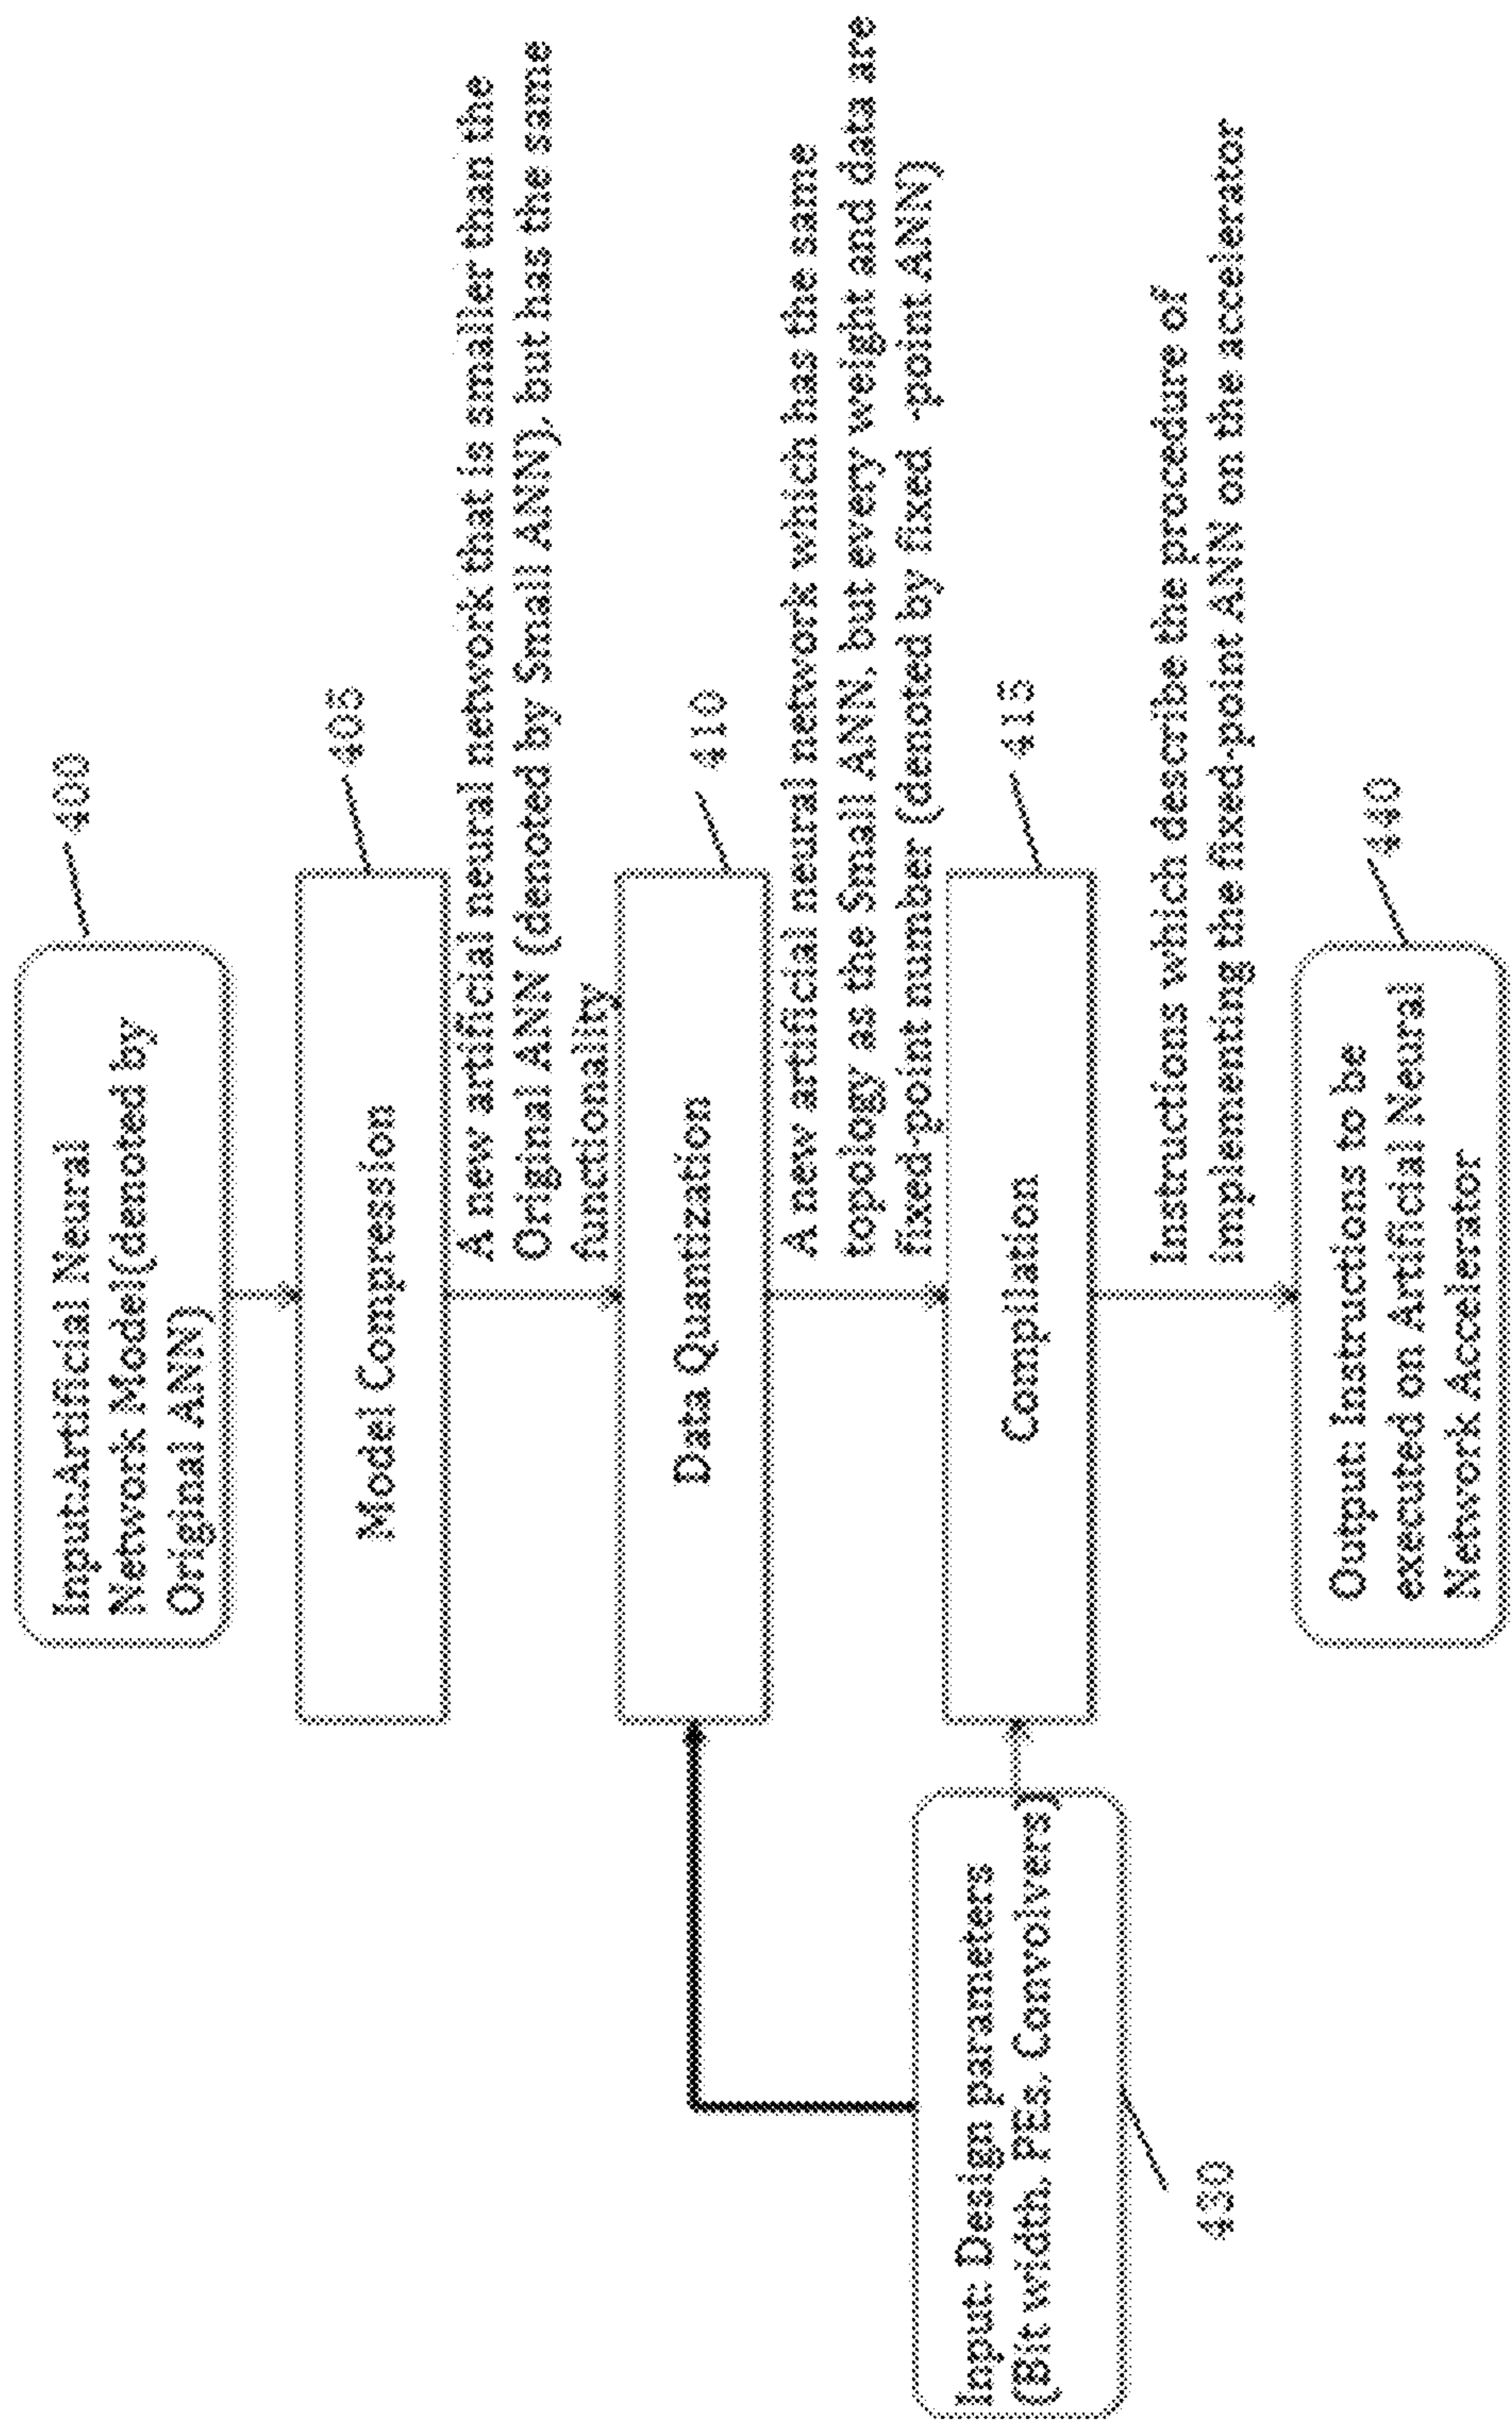 Input:Artificial Neural
Network Model(denoted by
Original ANN)
400
Model Compression
405
A new artificial neural network that is smaller than the
Original ANN (denoted by Small ANN), but has the same
functionality
Data Quantization
410
A new artificial neural network which has the same
topology as the Small ANN, but every weight and data are
fixed-point number (denoted by fixed -point ANN)
Input: Design parameters
(Bit width, PEs, Convolvers)
430
Compilation
415
Instructions which describe the procedure of
implementing the fixed-point ANN on the accelerator
Output: Instructions to be
executed on Artificial Neural
Network Accelerator
440